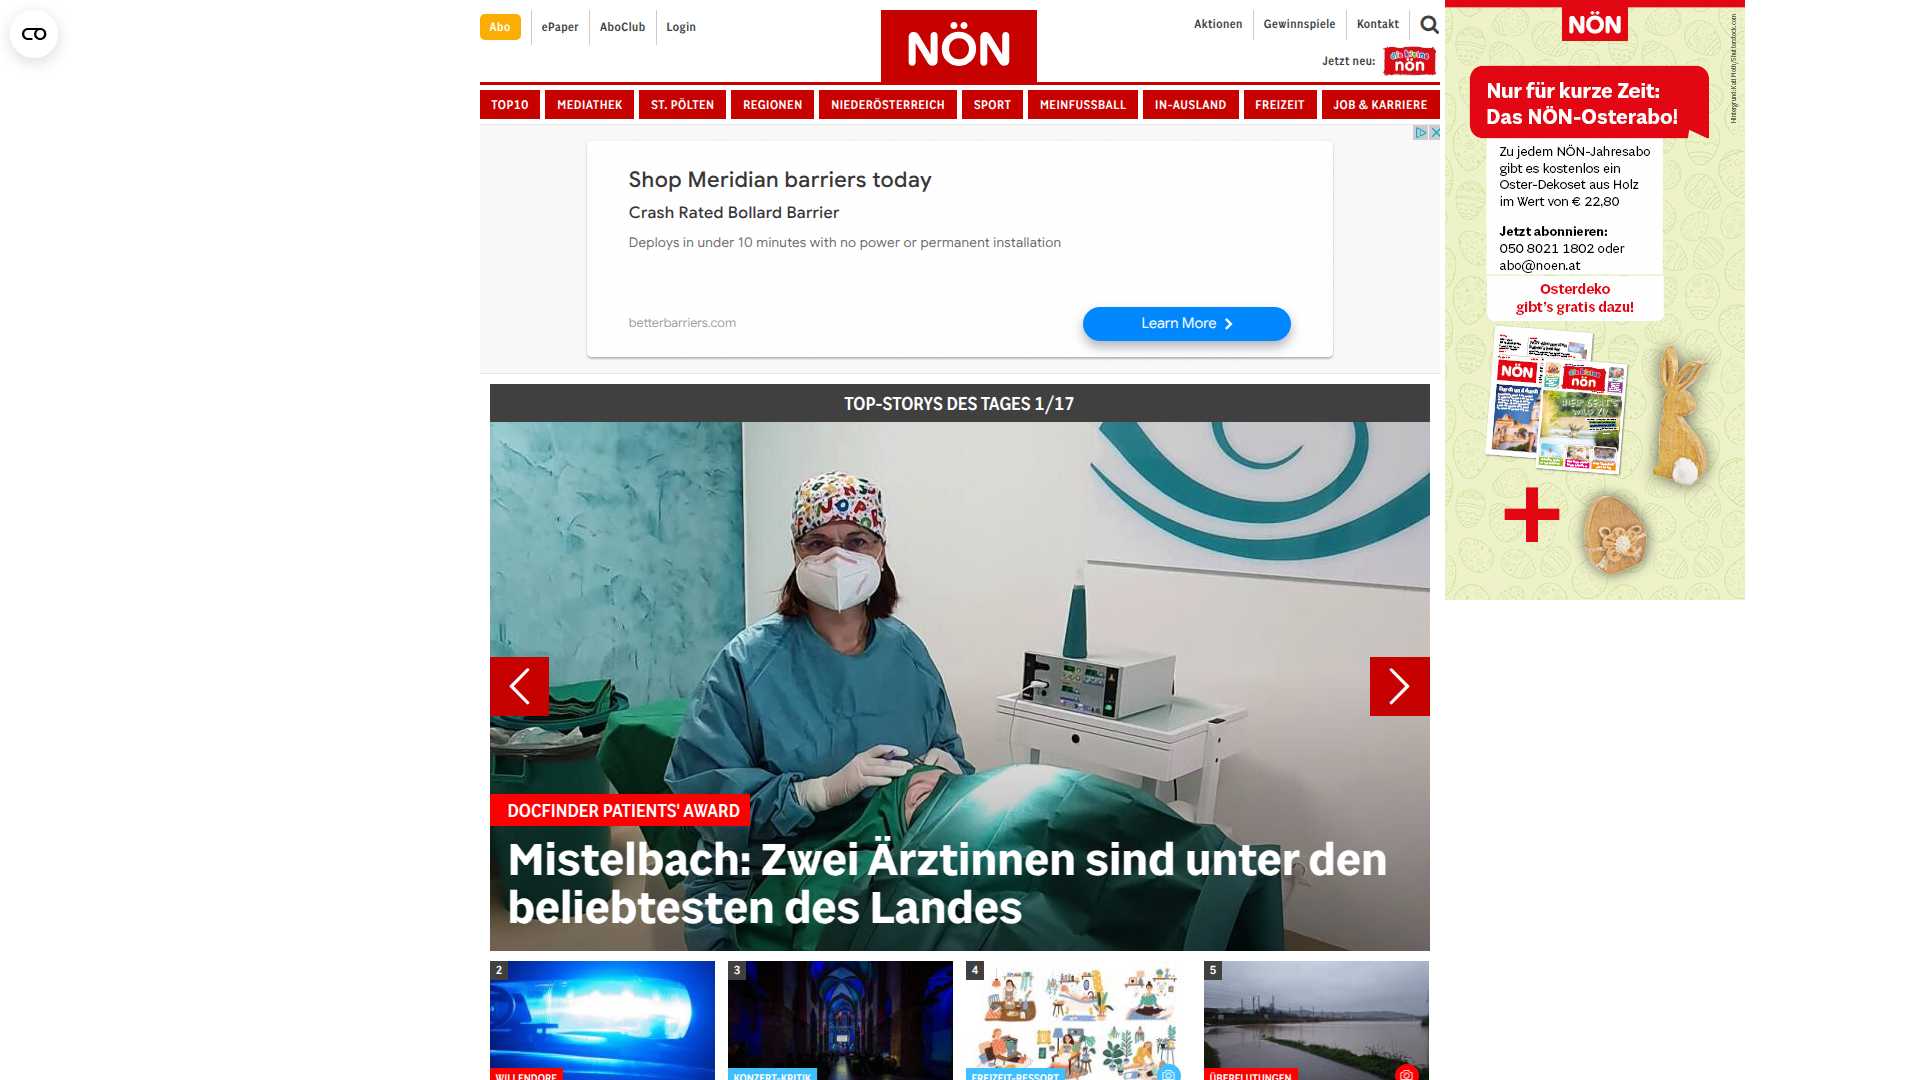 Abo
ePaper
AboClub
Login
NÖN
Aktionen
Gewinnspiele
Kontakt
Jetzt neu:
die kleine
nön
TOP10
MEDIATHEK
ST. PÖLTEN
REGIONEN
NIEDERÖSTERREICH
SPORT
MEINFUSSBALL
IN-AUSLAND
FREIZEIT
JOB & KARRIERE
Shop Meridian barriers today
Crash Rated Bollard Barrier
Deploys in under 10 minutes with no power or permanent installation
betterbarriers.com
Learn More
TOP-STORYS DES TAGES 1/17
DOCFINDER PATIENTS' AWARD
Mistelbach: Zwei Ärztinnen sind unter den
beliebtesten des Landes
2
WILLENDORF
3
KONZERT-KRITIK
4
FREIZEIT-RESSORT
5
ÜBERFLUTUNGEN
NÖN
Nur für kurze Zeit:
Das NÖN-Osterabo!
Zu jedem NÖN-Jahresabo
gibt es kostenlos ein
Oster-Dekoset aus Holz
im Wert von € 22,80
Jetzt abonnieren:
050 8021 1802 oder
abo@noen.at
Osterdeko
gibt's gratis dazu!
NÖN
die kleine
nön